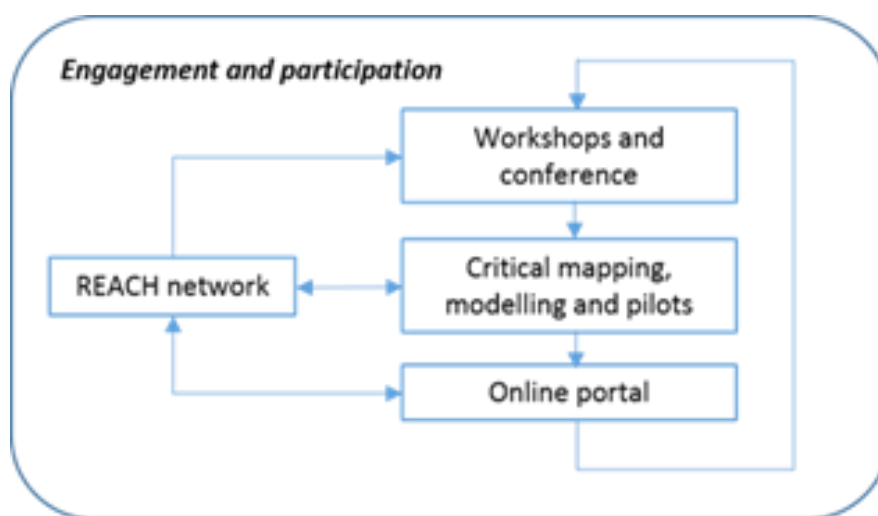 Engagement and participation
Workshops and
conference
REACH network
Critical mapping,
modelling and pilots
Online portal